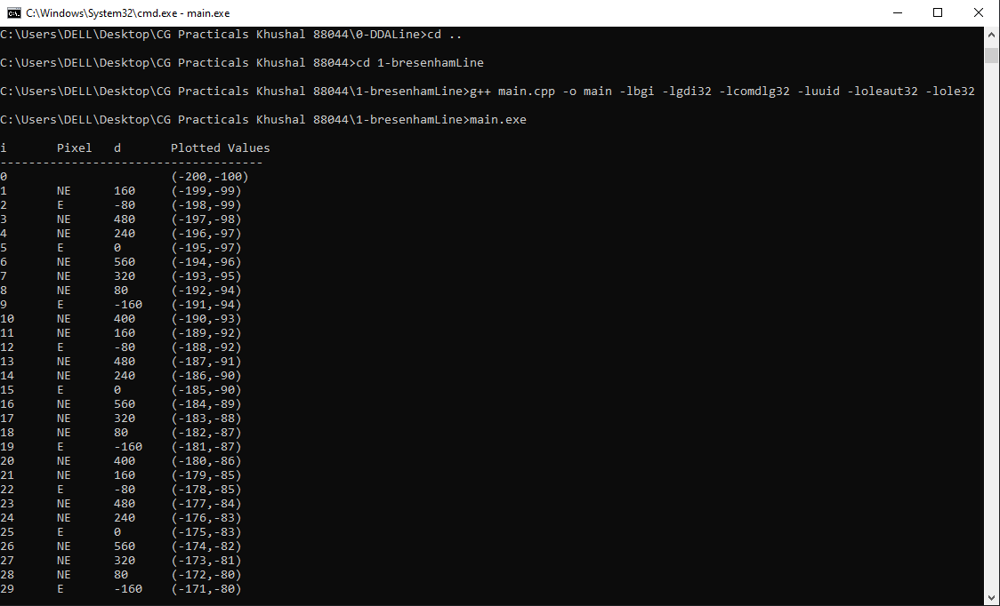 C:\Windows\System32\cmd.exe - main.exe
C:\Users\DELL\Desktop\CG Practicals Khushal 88044\0-DDALine>cd ..
C:\Users\DELL\Desktop\CG Practicals Khushal 88044>cd 1-bresenhamLine
C:\Users\DELL\Desktop\CG Practicals Khushal 88044\1-bresenhamLine>g++ main.cpp -o main -lbgi -lgdi32 -lcomdlg32 -luuid -loleaut32 -lole32
C:\Users\DELL\Desktop\CG Practicals Khushal 88044\1-bresenhamLine>main.exe
i Pixel d Plotted Values
-------------------------------------
0 (-200,-100)
1 NE 160 (-199,-99)
2 E -80 (-198,-99)
3 NE 480 (-197,-98)
4 NE 240 (-196,-97)
5 E 0 (-195,-97)
6 NE 560 (-194,-96)
7 NE 320 (-193,-95)
8 NE 80 (-192,-94)
9 E -160 (-191,-94)
10 NE 400 (-190,-93)
11 NE 160 (-189,-92)
12 E -80 (-188,-92)
13 NE 480 (-187,-91)
14 NE 240 (-186,-90)
15 E 0 (-185,-90)
16 NE 560 (-184,-89)
17 NE 320 (-183,-88)
18 NE 80 (-182,-87)
19 E -160 (-181,-87)
20 NE 400 (-180,-86)
21 NE 160 (-179,-85)
22 E -80 (-178,-85)
23 NE 480 (-177,-84)
24 NE 240 (-176,-83)
25 E 0 (-175,-83)
26 NE 560 (-174,-82)
27 NE 320 (-173,-81)
28 NE 80 (-172,-80)
29 E -160 (-171,-80)